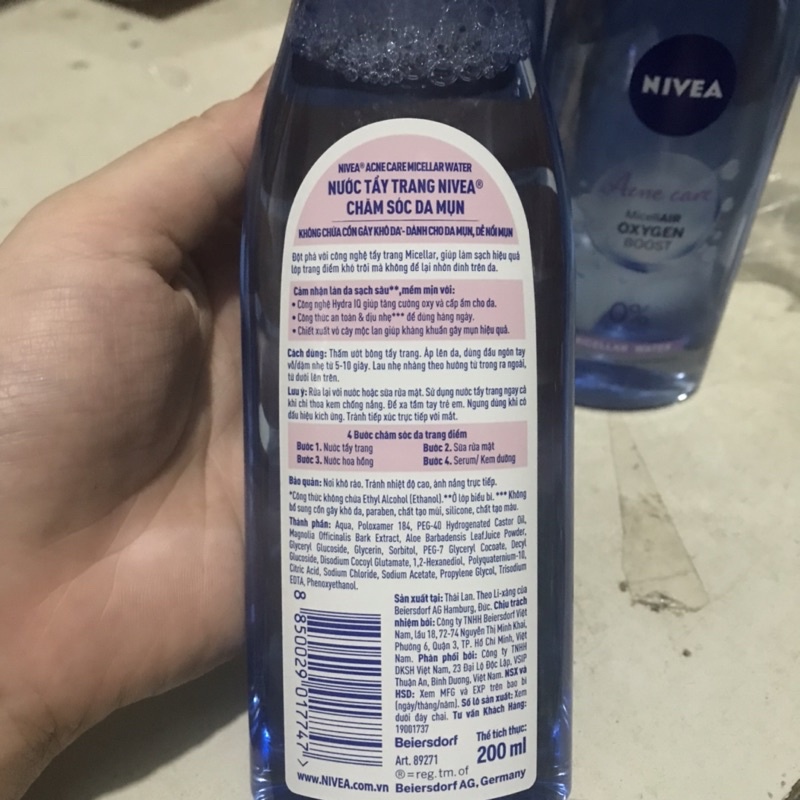 NIVEA® ACNE CARE MICELLAR WATER
NƯỚC TẨY TRANG NIVEA®
CHĂM SÓC DA MỤN
KHÔNG CHỨA CỒN GÂY KHÔ DA*- DÀNH CHO DA MỤN, DỄ NỔI MỤN
Đột phá với công nghệ tẩy trang Micellar, giúp làm sạch hiệu quả
lớp trang điểm khó trôi mà không để lại nhờn dính trên da.
Cảm nhận làn da sạch sâu**, mềm mịn với:
• Công nghệ Hydra IQ giúp tăng cường oxy và cấp ẩm cho da.
• Công thức an toàn & dịu nhẹ*** để dùng hàng ngày.
• Chiết xuất vỏ cây mộc lan giúp kháng khuẩn gây mụn hiệu quả.
Cách dùng: Thấm ướt bông tẩy trang. Áp lên da, dùng đầu ngón tay
vỗ/dặm nhẹ từ 5-10 giây. Lau nhẹ nhàng theo hướng từ trong ra ngoài,
từ dưới lên trên.
Lưu ý: Rửa lại với nước hoặc sữa rửa mặt. Sử dụng nước tẩy trang ngay cả
khi chỉ thoa kem chống nắng. Để xa tầm tay trẻ em. Ngưng dùng khi có
dấu hiệu kích ứng. Tránh tiếp xúc trực tiếp với mắt.
4 Bước chăm sóc da trang điểm
Bước 1. Nước tẩy trang Bước 2. Sữa rửa mặt
Bước 3. Nước hoa hồng Bước 4. Serum/ Kem dưỡng
Bảo quản: Nơi khô ráo. Tránh nhiệt độ cao, ánh nắng trực tiếp.
*Công thức không chứa Ethyl Alcohol (Ethanol). **Ở lớp biểu bì. *** Không
bổ sung cồn gây khô da, paraben, chất tạo mùi, silicone, chất tạo màu.
Thành phần: Aqua, Poloxamer 184, PEG-40 Hydrogenated Castor Oil,
Magnolia Officinalis Bark Extract, Aloe Barbadensis Leaf Juice Powder,
Glyceryl Glucoside, Glycerin, Sorbitol, PEG-7 Glyceryl Cocoate, Decyl
Glucoside, Disodium Cocoyl Glutamate, 1,2-Hexanediol, Polyquaternium-10,
Citric Acid, Sodium Chloride, Sodium Acetate, Propylene Glycol, Trisodium
EDTA, Phenoxyethanol.
8 850029 017747 >
Sản xuất tại: Thái Lan. Theo Li-xăng của
Beiersdorf AG Hamburg, Đức. Chịu trách
nhiệm bởi: Công ty TNHH Beiersdorf Việt
Nam, lầu 18, 72-74 Nguyễn Thị Minh Khai,
Phường 6, Quận 3, TP. Hồ Chí Minh, Việt
Nam. Phân phối bởi: Công ty TNHH
DKSH Việt Nam, 23 Đại Lộ Độc Lập, VSIP
Thuận An, Bình Dương, Việt Nam. NSX và
HSD: Xem MFG và EXP trên bao bì
(ngày/tháng/năm). Số lô sản xuất: Xem
dưới đáy chai. Tư vấn Khách Hàng:
19001737
Beiersdorf
Thể tích thực:
200 ml
Art. 89271
®=reg. tm. of
Beiersdorf AG, Germany
www.NIVEA.com.vn
NIVEA
Acne care
MicellAIR
OXYGEN
BOOST
0%
MICELLAR WATER